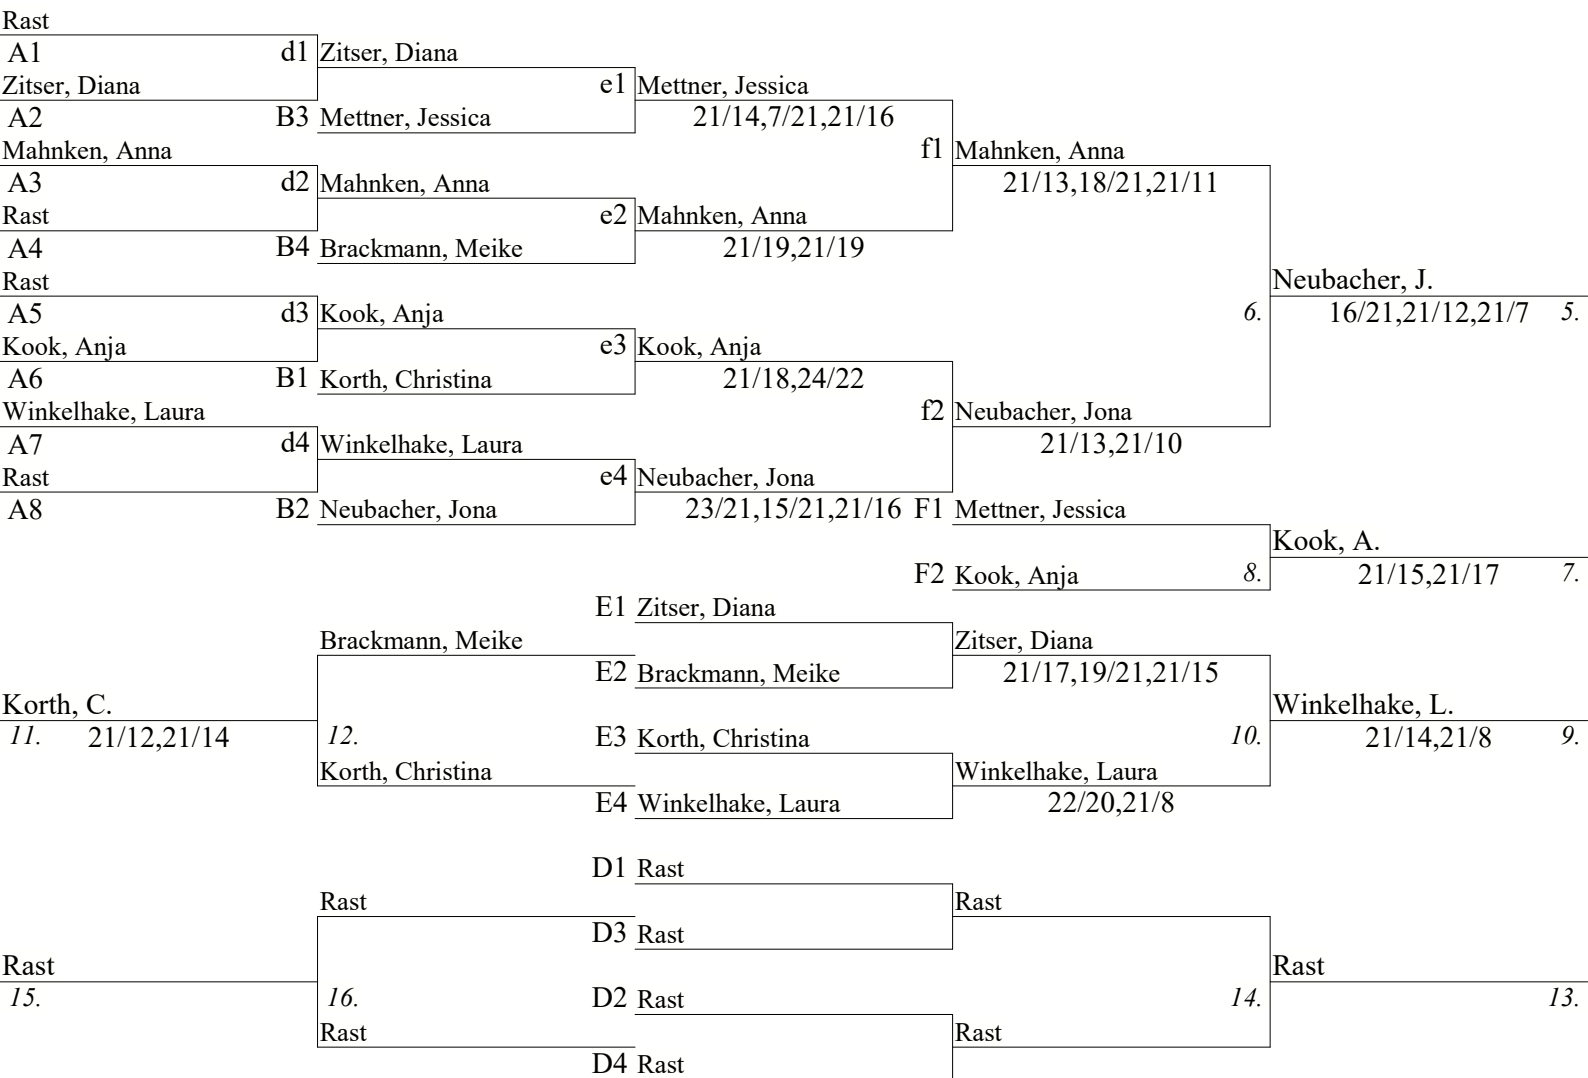 Rast
A1 d1 Zitser, Diana
Zitser, Diana e1 Mettner, Jessica
A2 B3 Mettner, Jessica 21/14,7/21,21/16
Mahnken, Anna f1 Mahnken, Anna
A3 d2 Mahnken, Anna 21/13,18/21,21/11
Rast e2 Mahnken, Anna
A4 B4 Brackmann, Meike 21/19,21/19
Rast Neubacher, J.
A5 d3 Kook, Anja 6. 16/21,21/12,21/7 5.
Kook, Anja e3 Kook, Anja
A6 B1 Korth, Christina 21/18,24/22
Winkelhake, Laura f2 Neubacher, Jona
A7 d4 Winkelhake, Laura 21/13,21/10
Rast e4 Neubacher, Jona
A8 B2 Neubacher, Jona 23/21,15/21,21/16 F1 Mettner, Jessica
Kook, A.
F2 Kook, Anja 8. 21/15,21/17 7.
E1 Zitser, Diana
Brackmann, Meike Zitser, Diana
E2 Brackmann, Meike 21/17,19/21,21/15
Korth, C. Winkelhake, L.
11. 21/12,21/14 12. E3 Korth, Christina 10. 21/14,21/8 9.
Korth, Christina Winkelhake, Laura
E4 Winkelhake, Laura 22/20,21/8
D1 Rast
Rast Rast
D3 Rast
Rast Rast
15. 16. D2 Rast 14. 13.
Rast Rast
D4 Rast